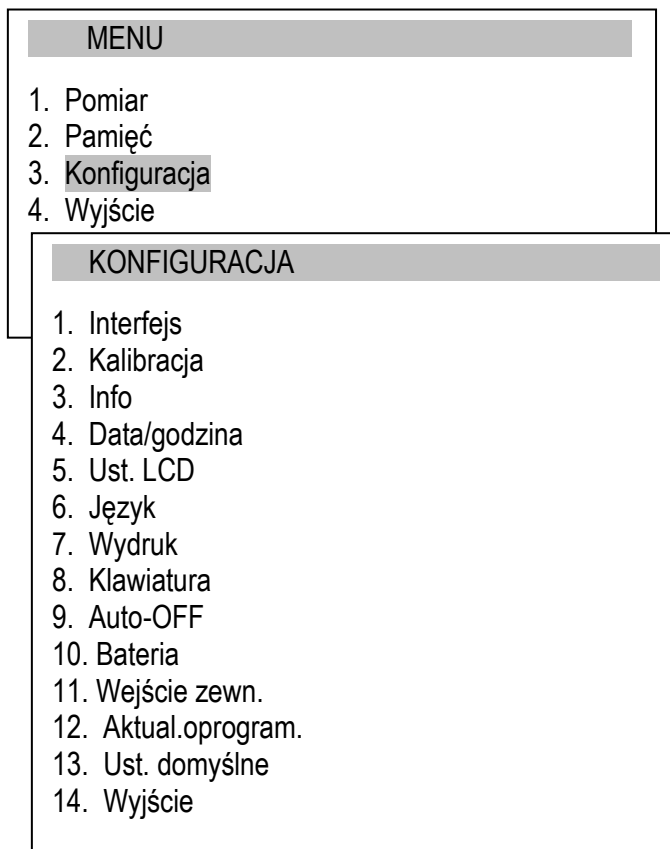 MENU
1. Pomiar
2. Pamięć
3. Konfiguracja
4. Wyjście
KONFIGURACJA
1. Interfejs
2. Kalibracja
3. Info
4. Data/godzina
5. Ust. LCD
6. Język
7. Wydruk
8. Klawiatura
9. Auto-OFF
10. Bateria
11. Wejście zewn.
12. Aktual.oprogram.
13. Ust. domyślne
14. Wyjście